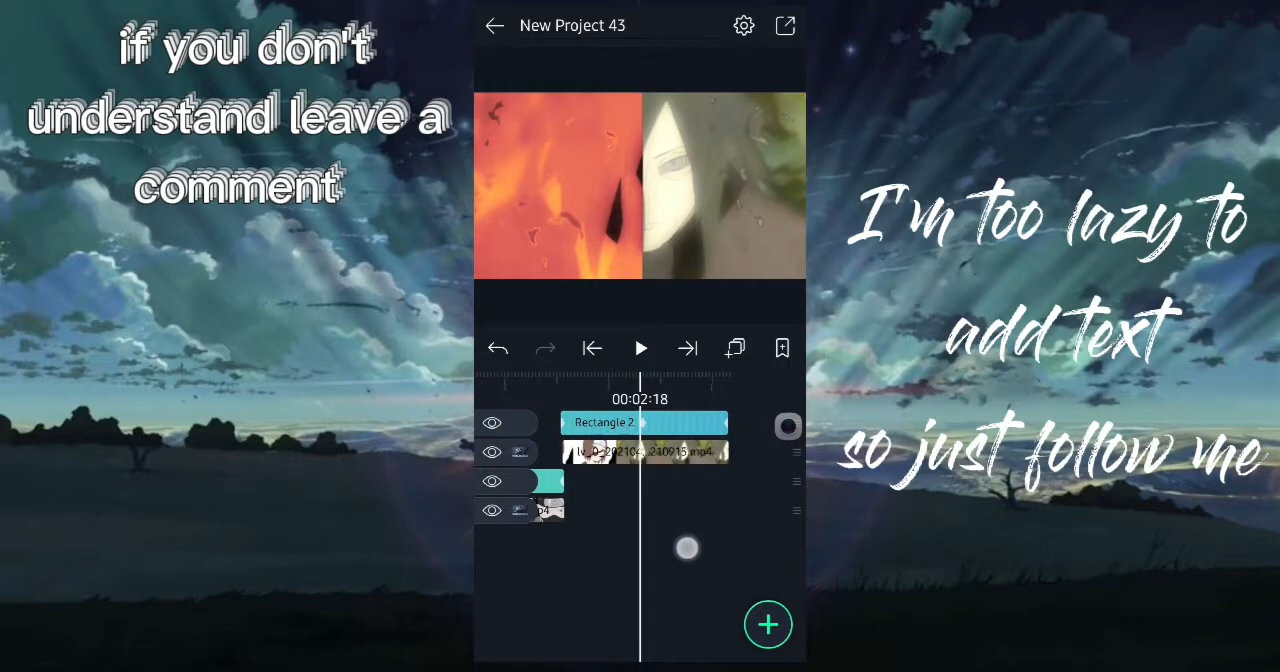 if you don't
understand leave a
comment
New Project 43
00:02:18
Rectangle 2
p4
I'm too lazy to
add text
so just follow me